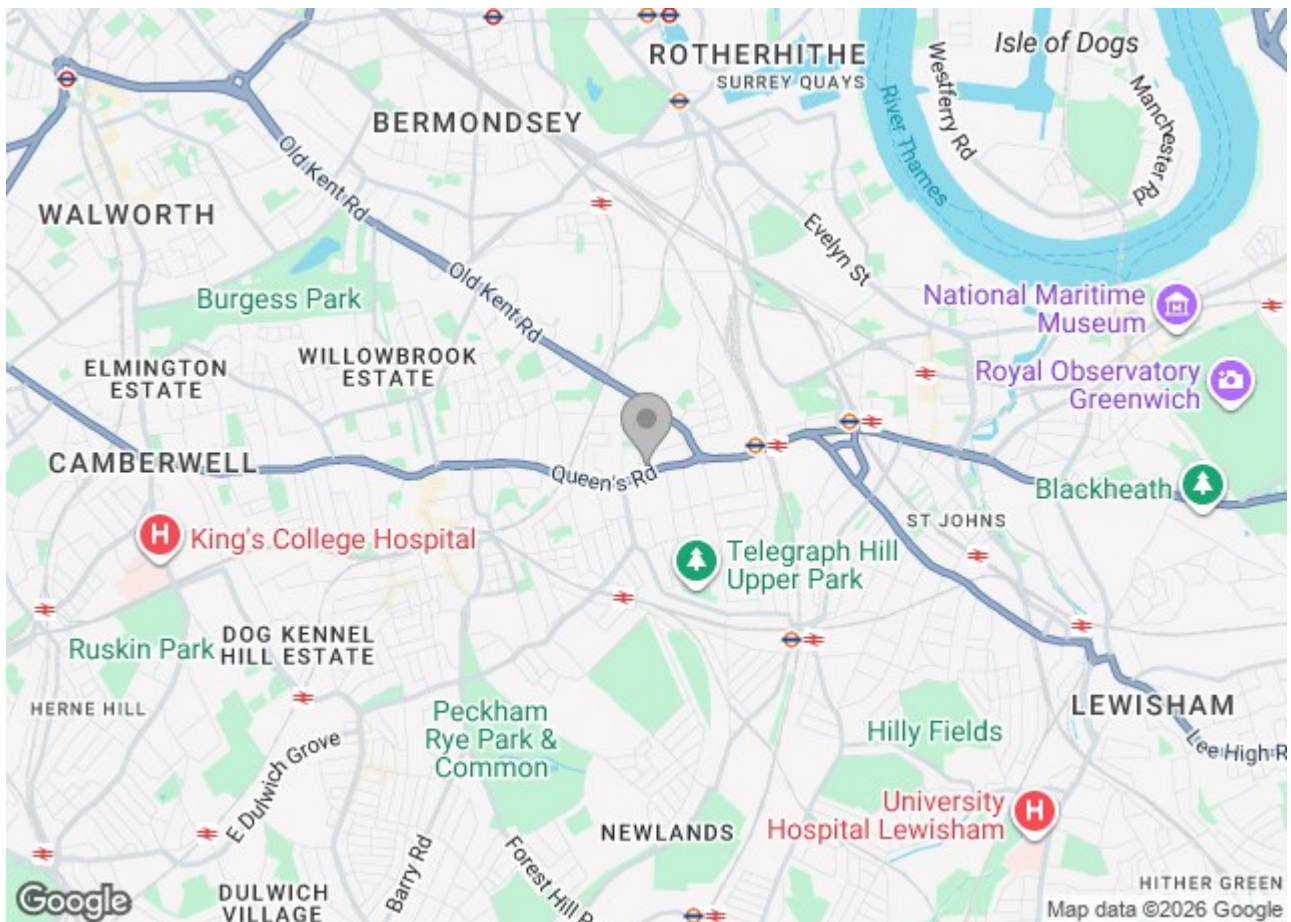 ROTHERHITHE
SURREY QUAYS
Isle of Dogs
Westferry Rd
River Thames
Manchester Rd
BERMONDSEY
Old Kent Rd
WALWORTH
Evelyn St
Old Kent Rd
Burgess Park
National Maritime
Museum
WILLOWBROOK
ESTATE
ELMINGTON
ESTATE
Royal Observatory
Greenwich
CAMBERWELL
Queen's Rd
Blackheath
ST JOHNS
H
King's College Hospital
Telegraph Hill
Upper Park
DOG KENNEL
HILL ESTATE
Ruskin Park
HERNE HILL
Peckham
Rye Park &
Common
LEWISHAM
Hilly Fields
Lee High R
E Dulwich Grove
University
Hospital Lewisham
H
NEWLANDS
Barry Rd
Forest Hill R
DULWICH
VILLAGE
HITHER GREEN
Google
Map data ©2026 Google